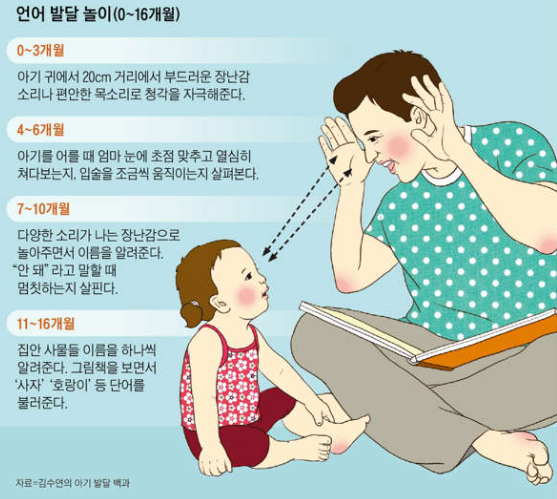 언어 발달 놀이(0~16개월)
0~3개월
아기 귀에서 20cm 거리에서 부드러운 장난감
소리나 편안한 목소리로 청각을 자극해준다.
4~6개월
아기를 어를 때 엄마 눈에 초점 맞추고 열심히
쳐다보는지, 입술을 조금씩 움직이는지 살펴본다.
7~10개월
다양한 소리가 나는 장난감으로
놀아주면서 이름을 알려준다.
“안 돼”라고 말할 때
멈칫하는지 살핀다.
11~16개월
집안 사물들 이름을 하나씩
알려준다. 그림책을 보면서
‘사자’ ‘호랑이’ 등 단어를
불러준다.
자료=김수연의 아기 발달 백과